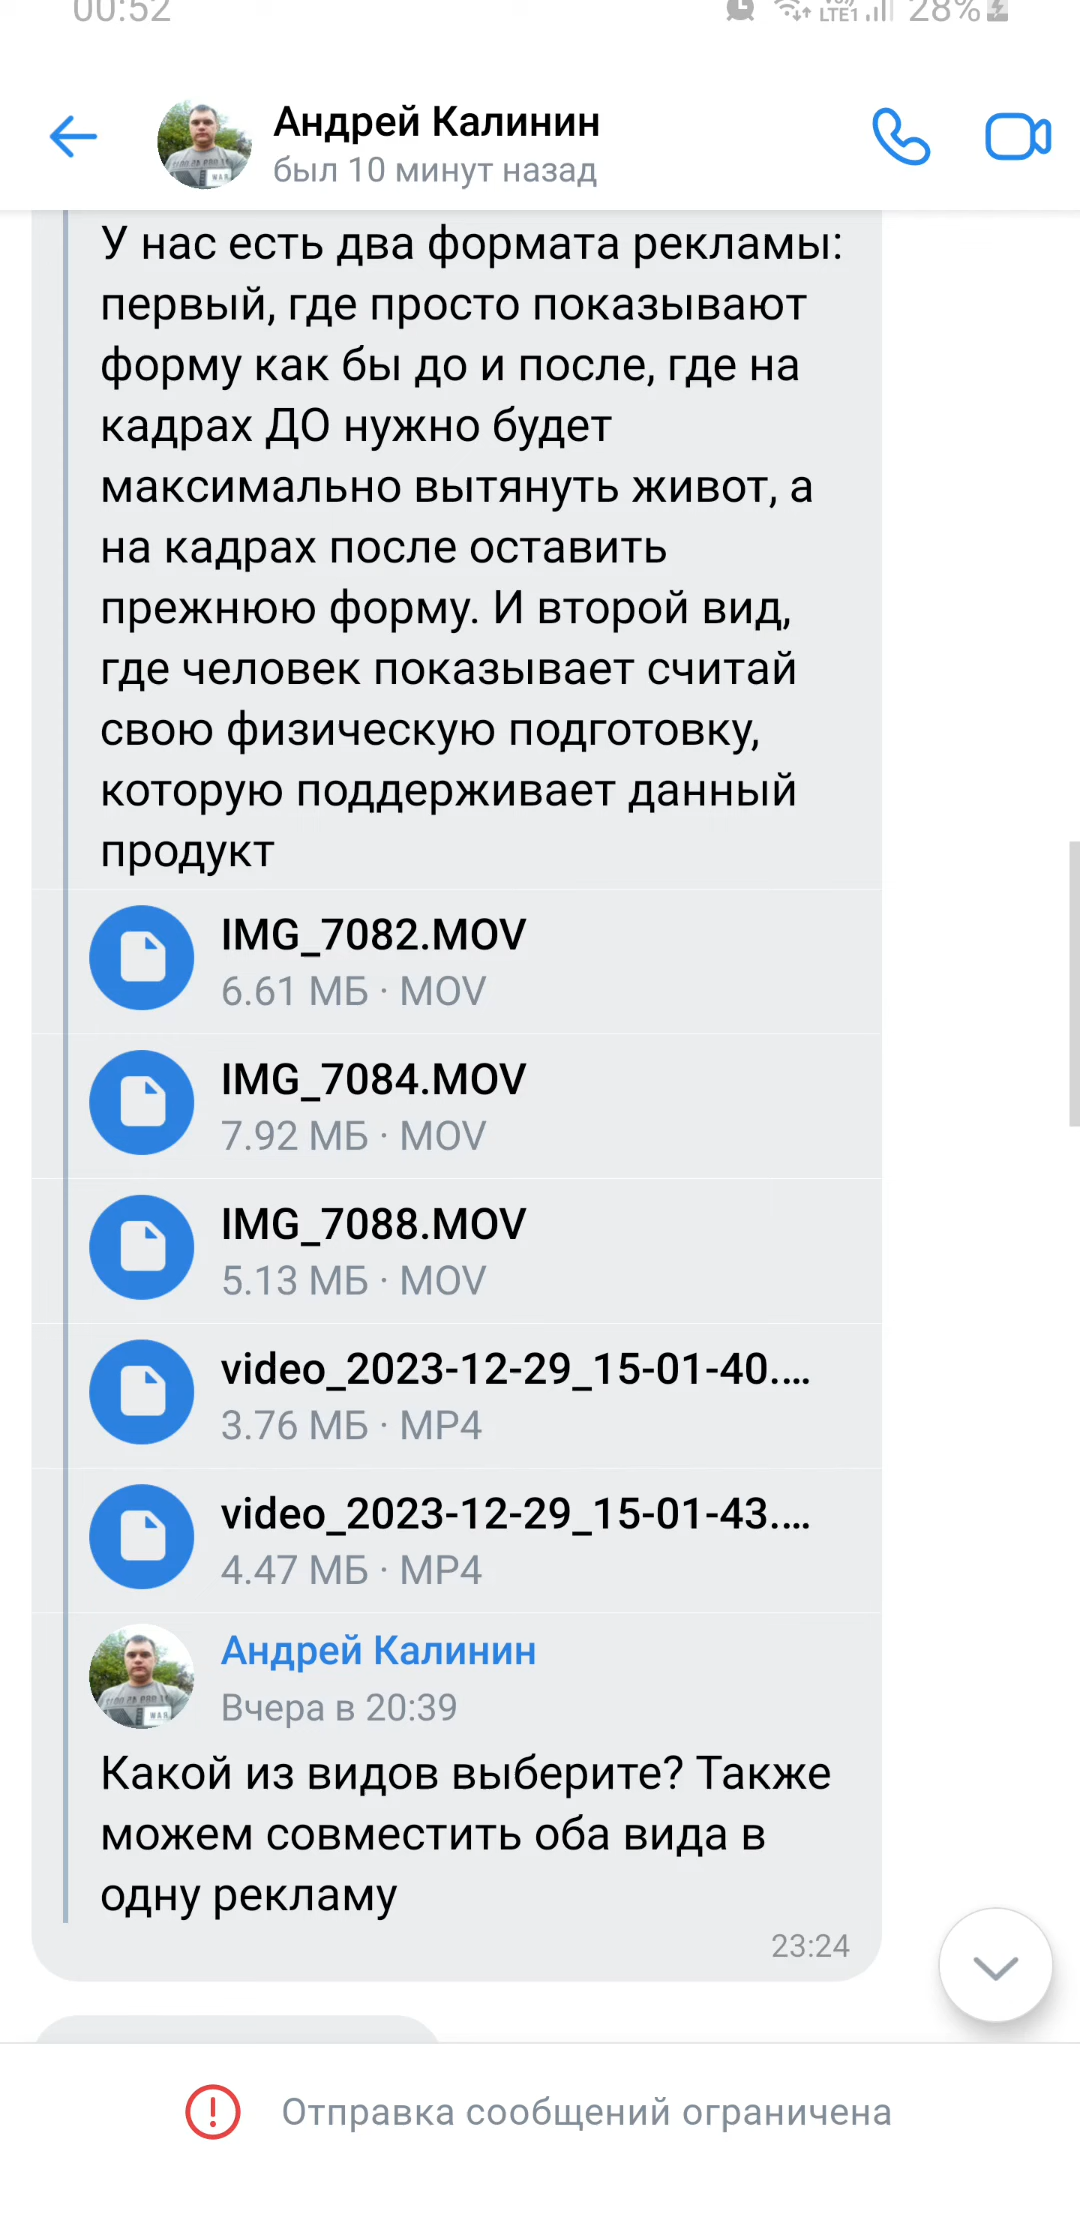 00:52
LTE1 28%
Андрей Калинин
был 10 минут назад
У нас есть два формата рекламы:
первый, где просто показывают
форму как бы до и после, где на
кадрах ДО нужно будет
максимально вытянуть живот, а
на кадрах после оставить
прежнюю форму. И второй вид,
где человек показывает считай
свою физическую подготовку,
которую поддерживает данный
продукт
IMG_7082.MOV
6.61 МБ · MOV
IMG_7084.MOV
7.92 МБ · MOV
IMG_7088.MOV
5.13 МБ · MOV
video_2023-12-29_15-01-40....
3.76 МБ · MP4
video_2023-12-29_15-01-43....
4.47 МБ · MP4
Андрей Калинин
Вчера в 20:39
Какой из видов выберите? Также
можем совместить оба вида в
одну рекламу
23:24
Отправка сообщений ограничена